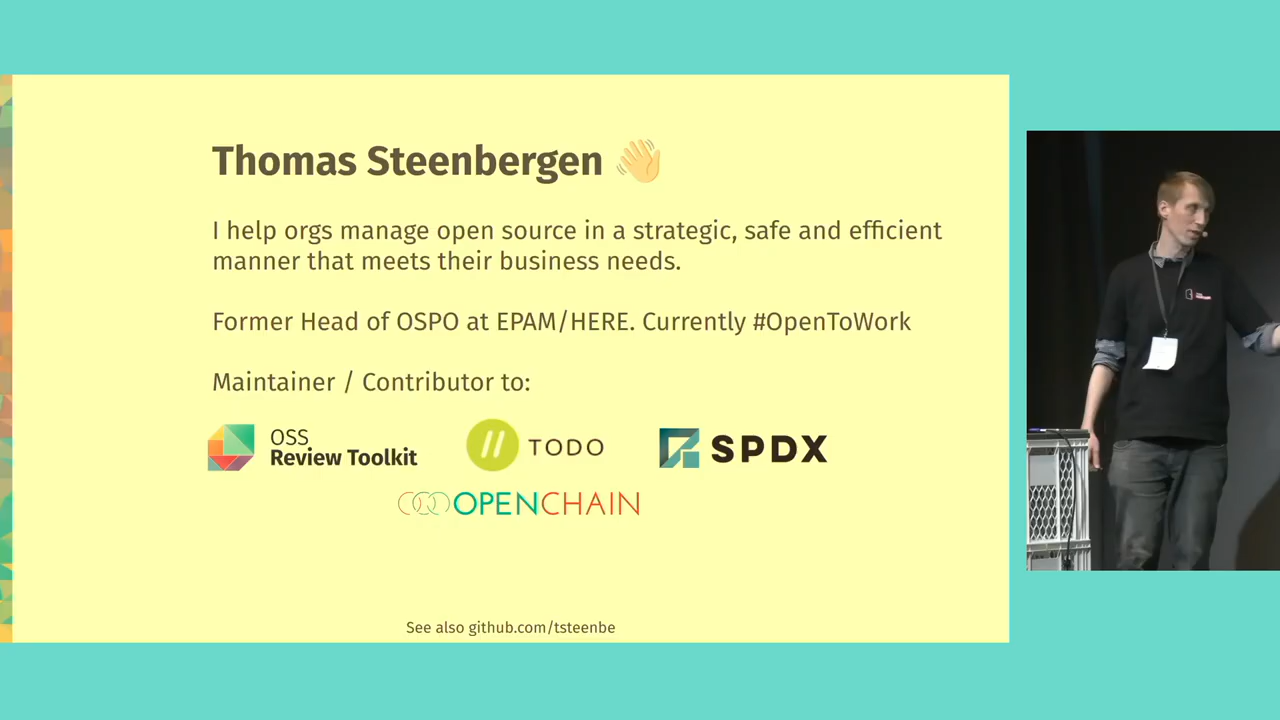 Thomas Steenbergen 👋
I help orgs manage open source in a strategic, safe and efficient
manner that meets their business needs.
Former Head of OSPO at EPAM/HERE. Currently #OpenToWork
Maintainer / Contributor to:
OSS
Review Toolkit
TODO
SPDX
OPENCHAIN
See also github.com/tsteenbe